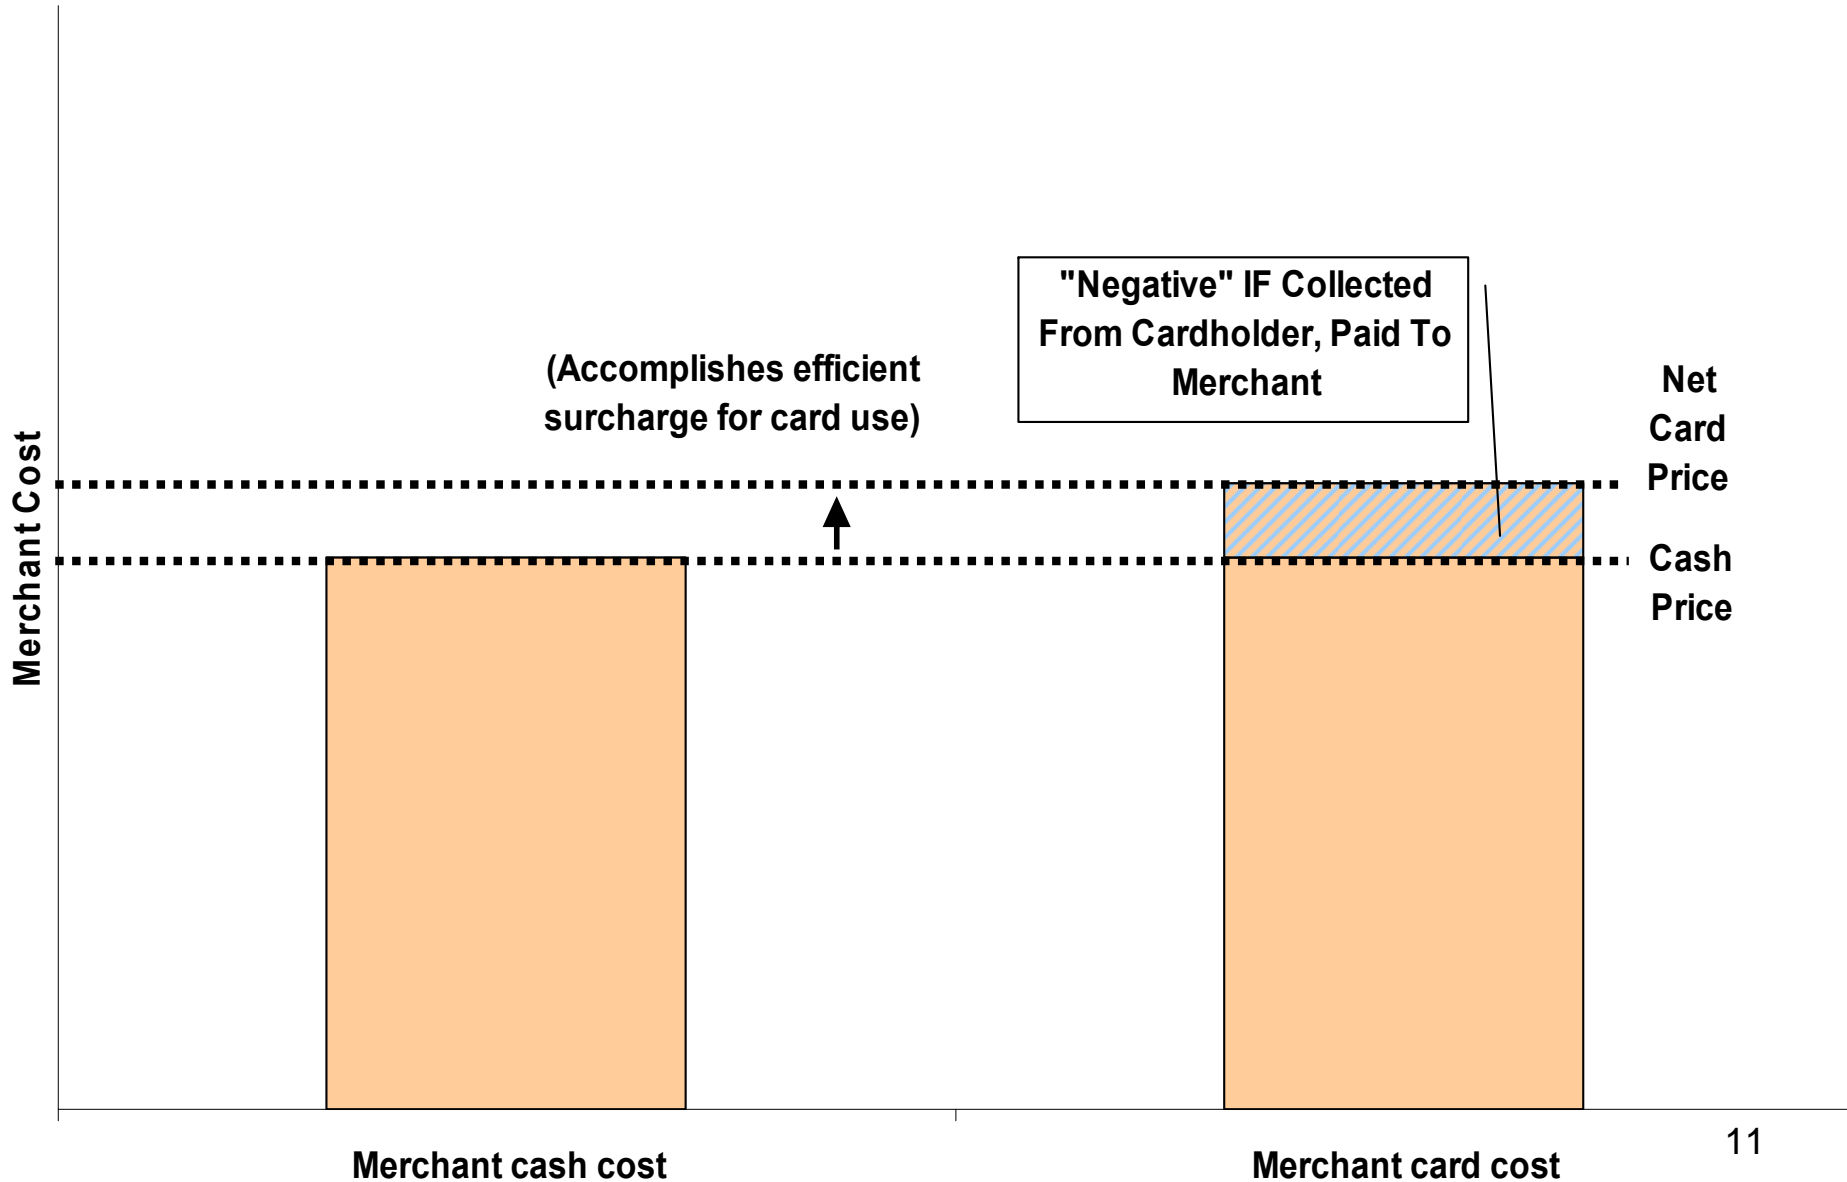 "Negative" IF Collected
From Cardholder, Paid To
Merchant
(Accomplishes efficient
surcharge for card use)
Net
Card
Price
Cash
Price
Merchant Cost
Merchant cash cost
Merchant card cost
11